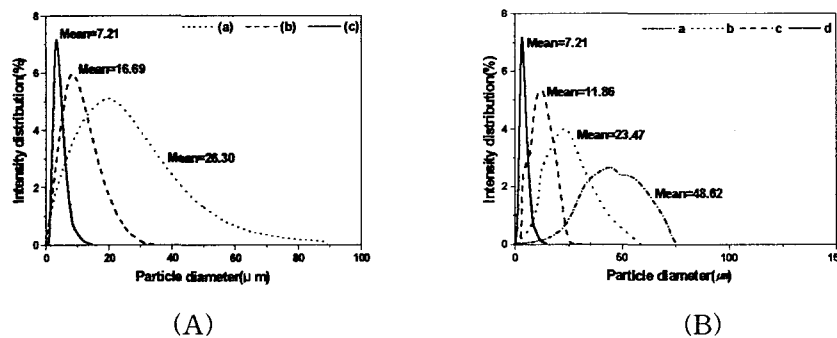 (a) (b) (c)
Mean=7.21
Mean=16.69
Mean=26.30
Intensity distribution(%)
8
6
4
2
0
0 20 40 60 80 100
Particle diameter(μ m)
(A)
a b c d
Mean=7.21
Mean=11.86
Mean=23.47
Mean=48.62
Intensity distribution(%)
8
6
4
2
0
0 50 100 15
Particle diameter(㎛)
(B)